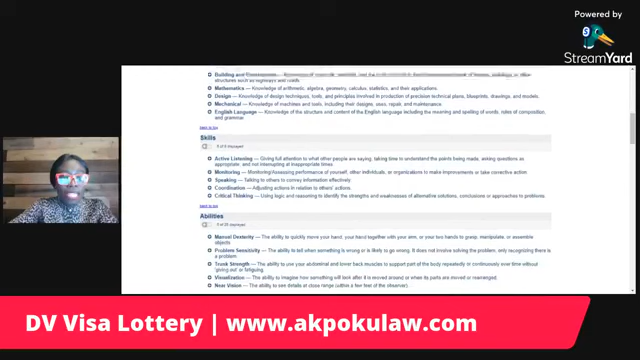 Powered by
StreamYard
Building and
structures such as highways and roads
Mathematics — Knowledge of arithmetic, algebra, geometry, calculus, statistics, and their applications.
Design — Knowledge of design techniques, tools, and principles involved in production of precision technical plans, blueprints, drawings, and models.
Mechanical — Knowledge of machines and tools, including their designs, uses, repair, and maintenance.
English Language — Knowledge of the structure and content of the English language including the meaning and spelling of words, rules of composition,
and grammar.
back to top
Skills
displayed
Active Listening — Giving full attention to what other people are saying, taking time to understand the points being made, asking questions as
appropriate, and not interrupting at inappropriate times.
Monitoring — Monitoring/Assessing performance of yourself, other individuals, or organizations to make improvements or take corrective action.
Speaking — Talking to others to convey information effectively.
Coordination — Adjusting actions in relation to others' actions.
Critical Thinking — Using logic and reasoning to identify the strengths and weaknesses of alternative solutions, conclusions or approaches to problems.
back to top
Abilities
displayed
Manual Dexterity — The ability to quickly move your hand, your hand together with your arm, or your two hands to grasp, manipulate, or assemble
objects.
Problem Sensitivity — The ability to tell when something is wrong or is likely to go wrong. It does not involve solving the problem, only recognizing there is
a problem.
Trunk Strength — The ability to use your abdominal and lower back muscles to support part of the body repeatedly or continuously over time without
'giving out' or fatiguing.
Visualization — The ability to imagine how something will look after it is moved around or when its parts are moved or rearranged.
Near Vision — The ability to see details at close range (within a few feet of the observer).
DV Visa Lottery | www.akpokulaw.com